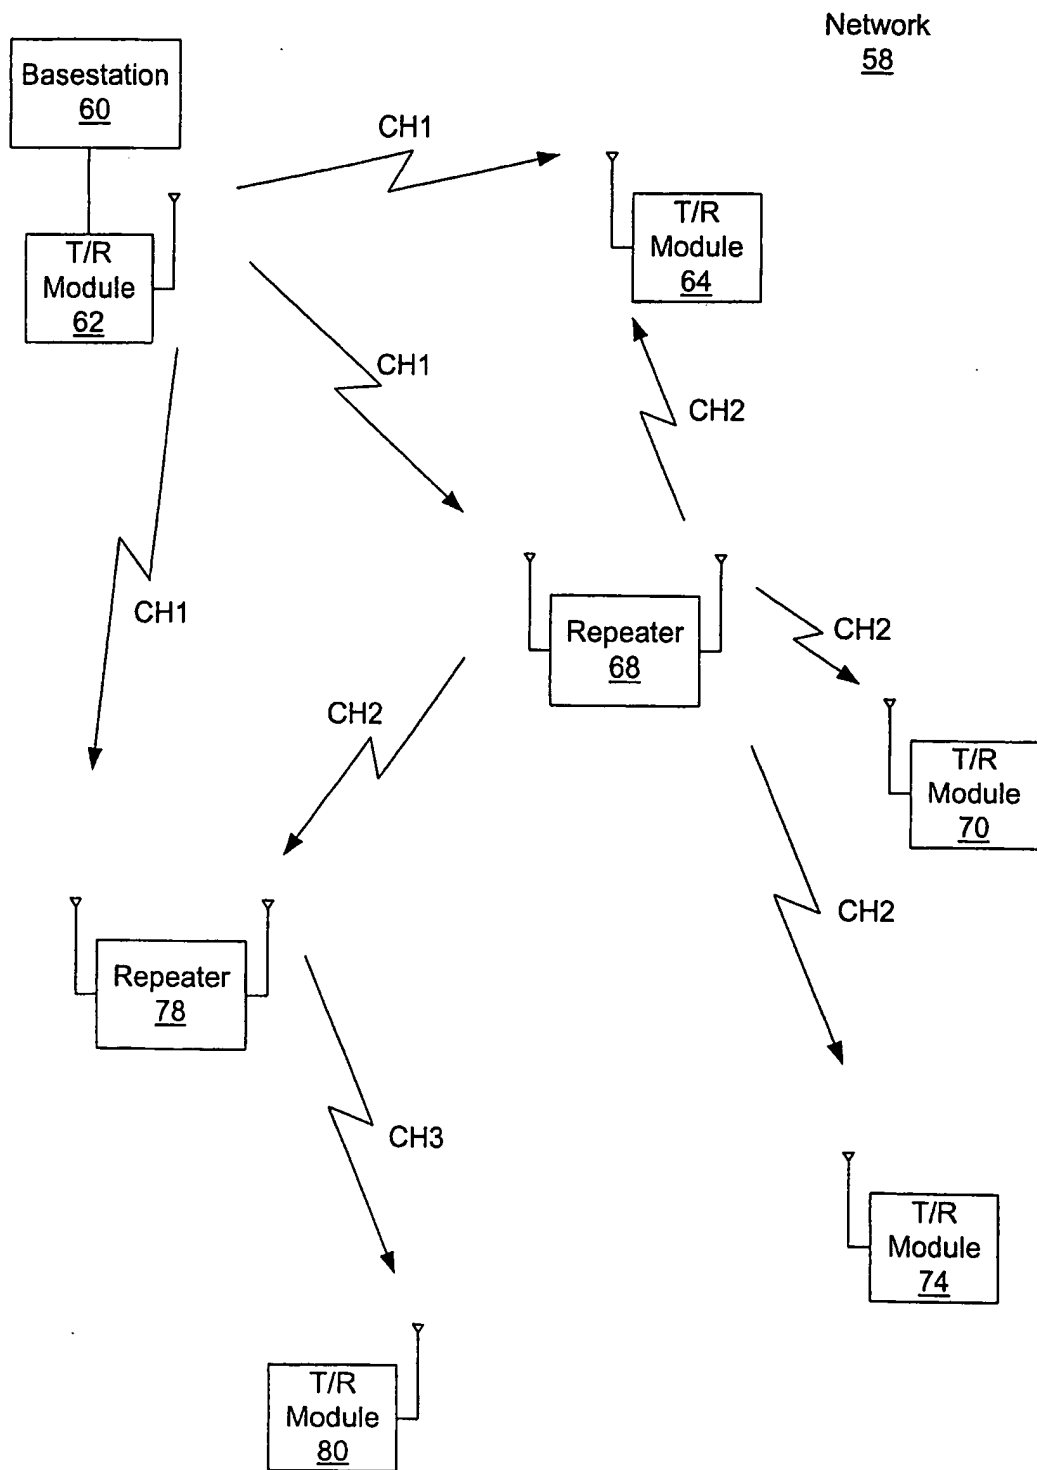 Network
58
Basestation
60
CH1
T/R
Module
62
T/R
Module
64
CH1
CH2
CH1
Repeater
68
CH2
CH2
T/R
Module
70
CH2
Repeater
78
CH3
T/R
Module
74
T/R
Module
80